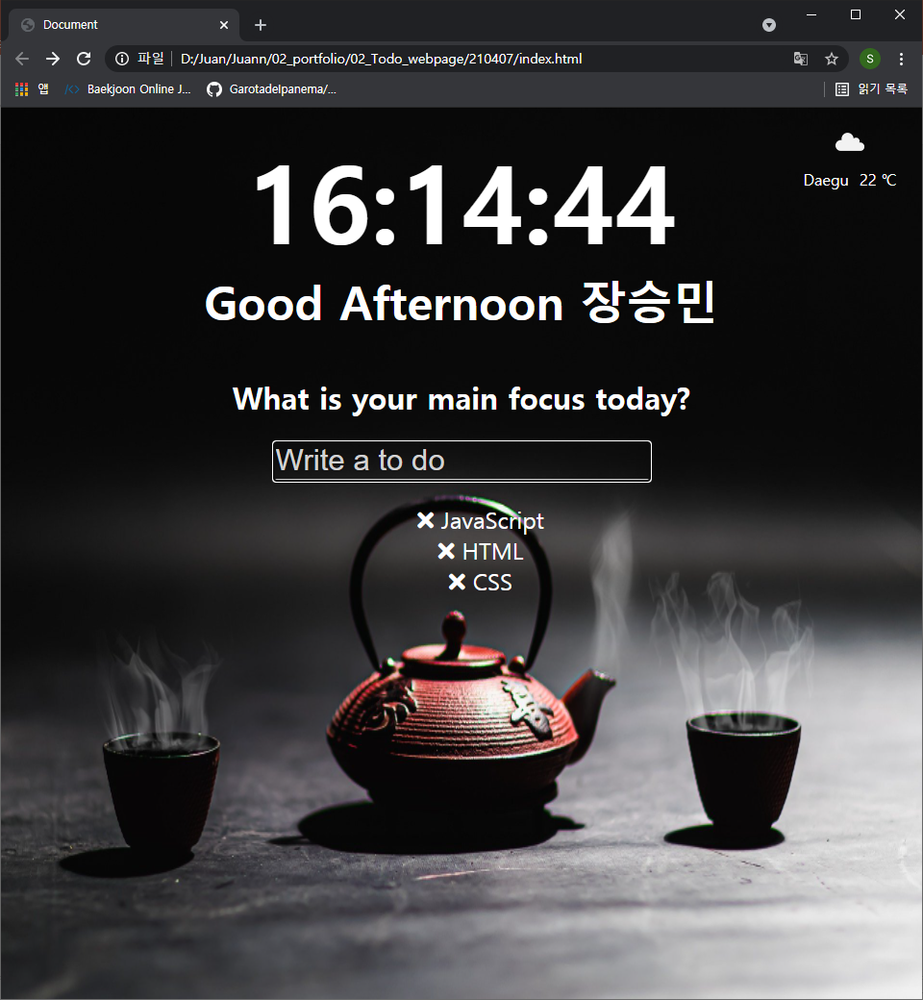 Document
파일 D:/Juan/Juann/02_portfolio/02_Todo_webpage/210407/index.html S
앱 Baekjoon Online J... GarotadeIpanema/... 읽기 목록
Daegu 22 ℃
16:14:44
Good Afternoon 장승민
What is your main focus today?
Write a to do
JavaScript
HTML
CSS